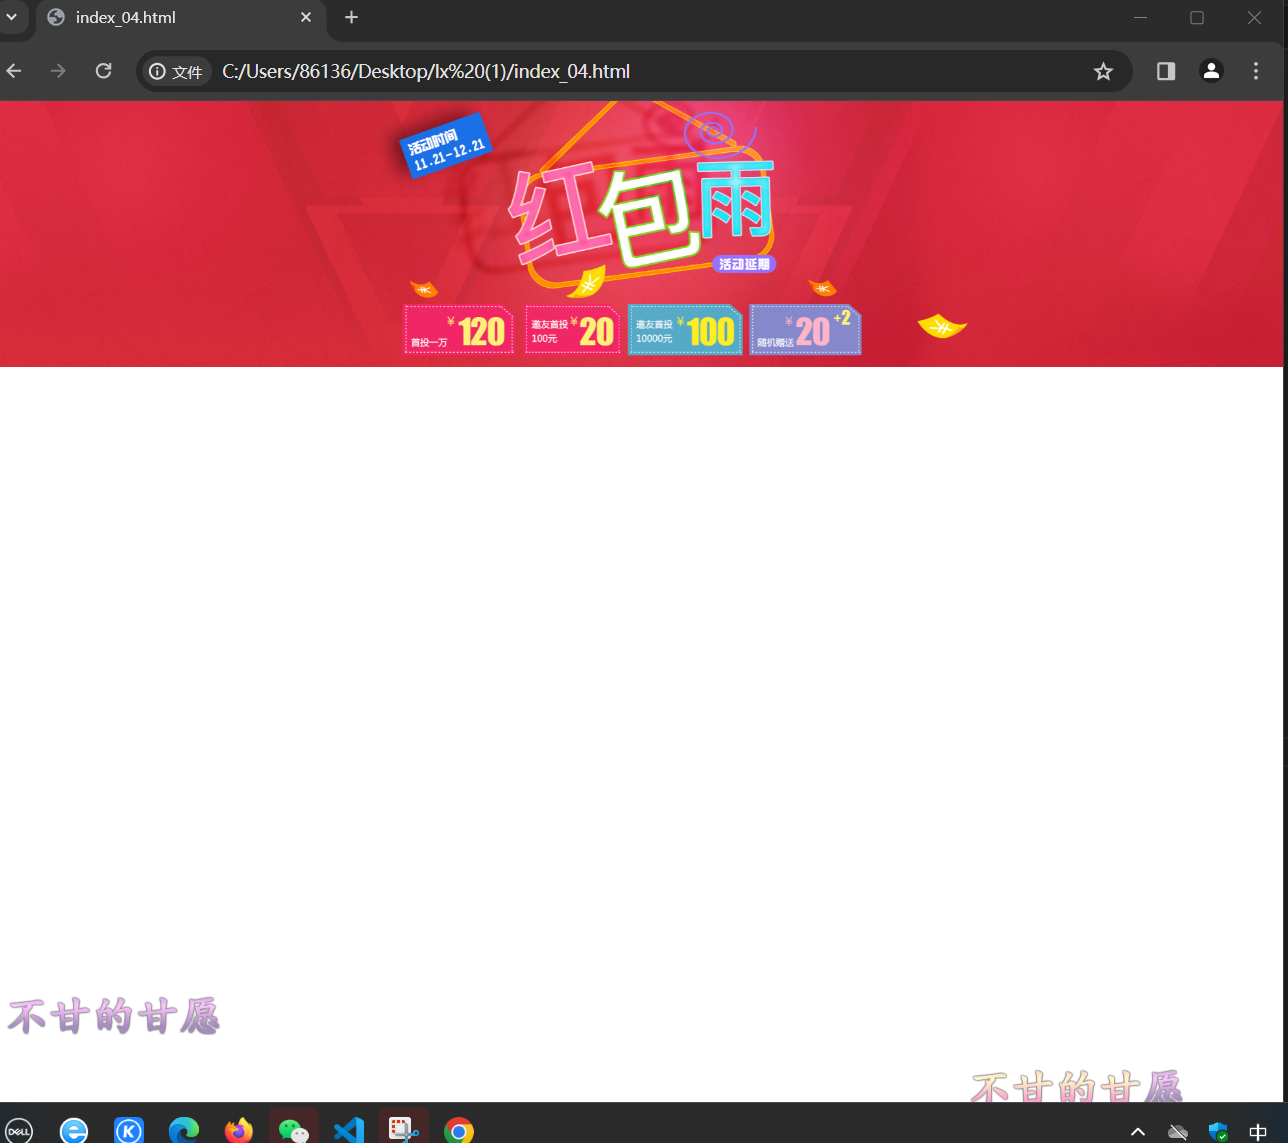 index_04.html
文件
C:/Users/86136/Desktop/lx%20(1)/index_04.html
活动时间
11.21-12.21
红包雨
活动延期
首投一万
¥120
邀友首投
100元
¥20
邀友首投
10000元
¥100
随机赠送
¥20
+2
不甘的甘愿
不甘的甘愿
DELL
中